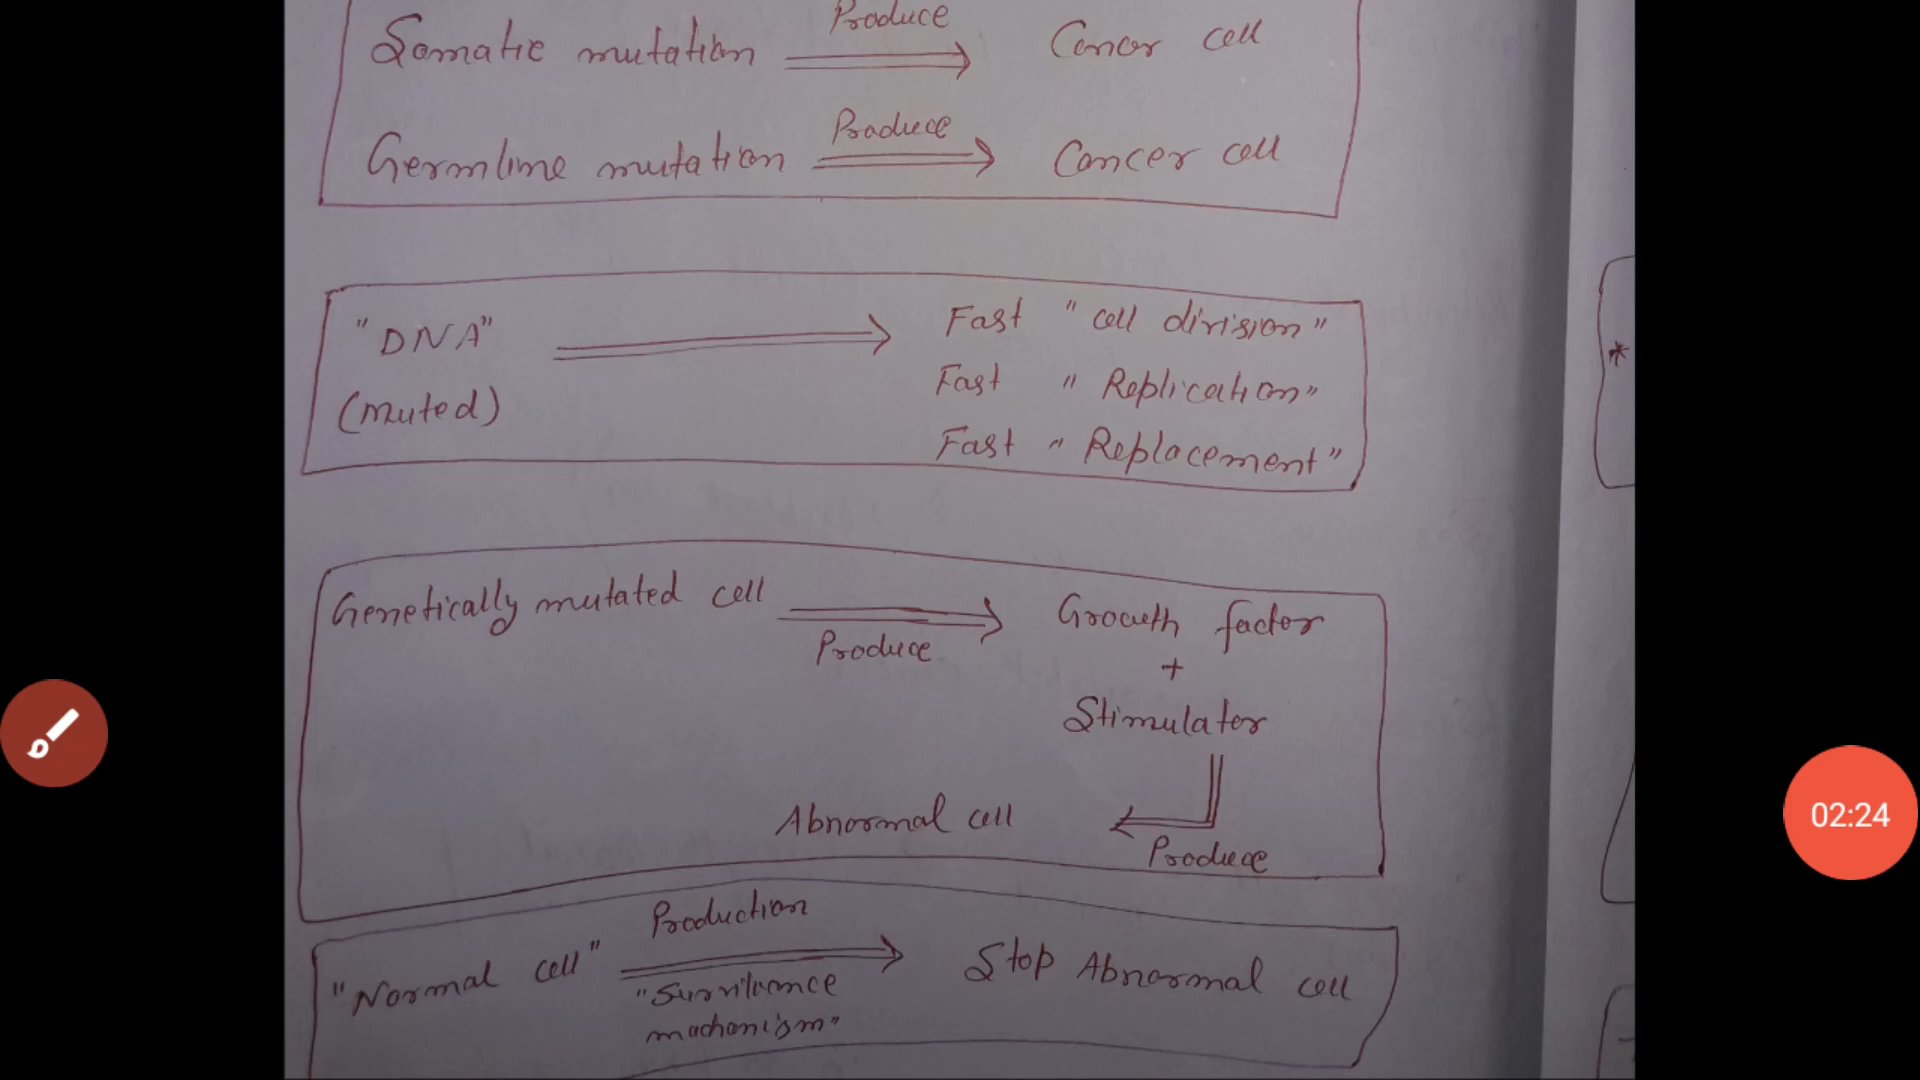 Produce
Somatic mutation Cancer cell
Produce
Germline mutation Cancer cell
"DNA" Fast "cell division"
(muted) Fast "Replication"
Fast "Replacement"
Genetically mutated cell Growth factor
Produce +
Stimulator
Abnormal cell
Produce
Production
"Normal cell" Stop Abnormal cell
"Surviluance
mechanism"
*
02:24